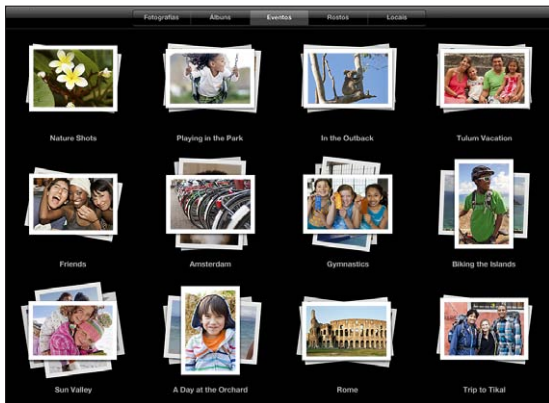 Fotografias Álbuns Eventos Rostos Locais
Nature Shots Playing in the Park In the Outback Tulum Vacation
Friends Amsterdam Gymnastics Biking the Islands
Sun Valley A Day at the Orchard Rome Trip to Tikal